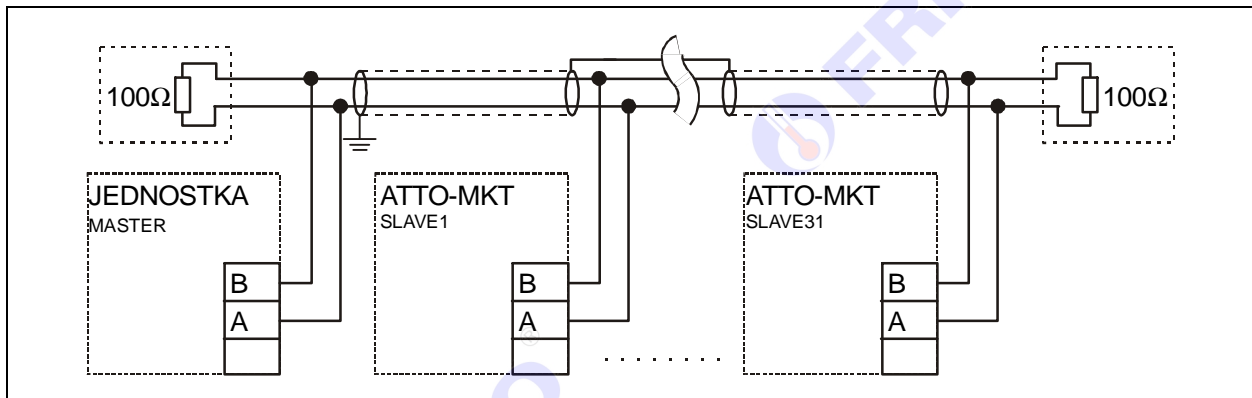 100Ω
100Ω
JEDNOSTKA
MASTER
B
A
ATTO-MKT
SLAVE1
B
A
. . . . . . . .
ATTO-MKT
SLAVE31
B
A